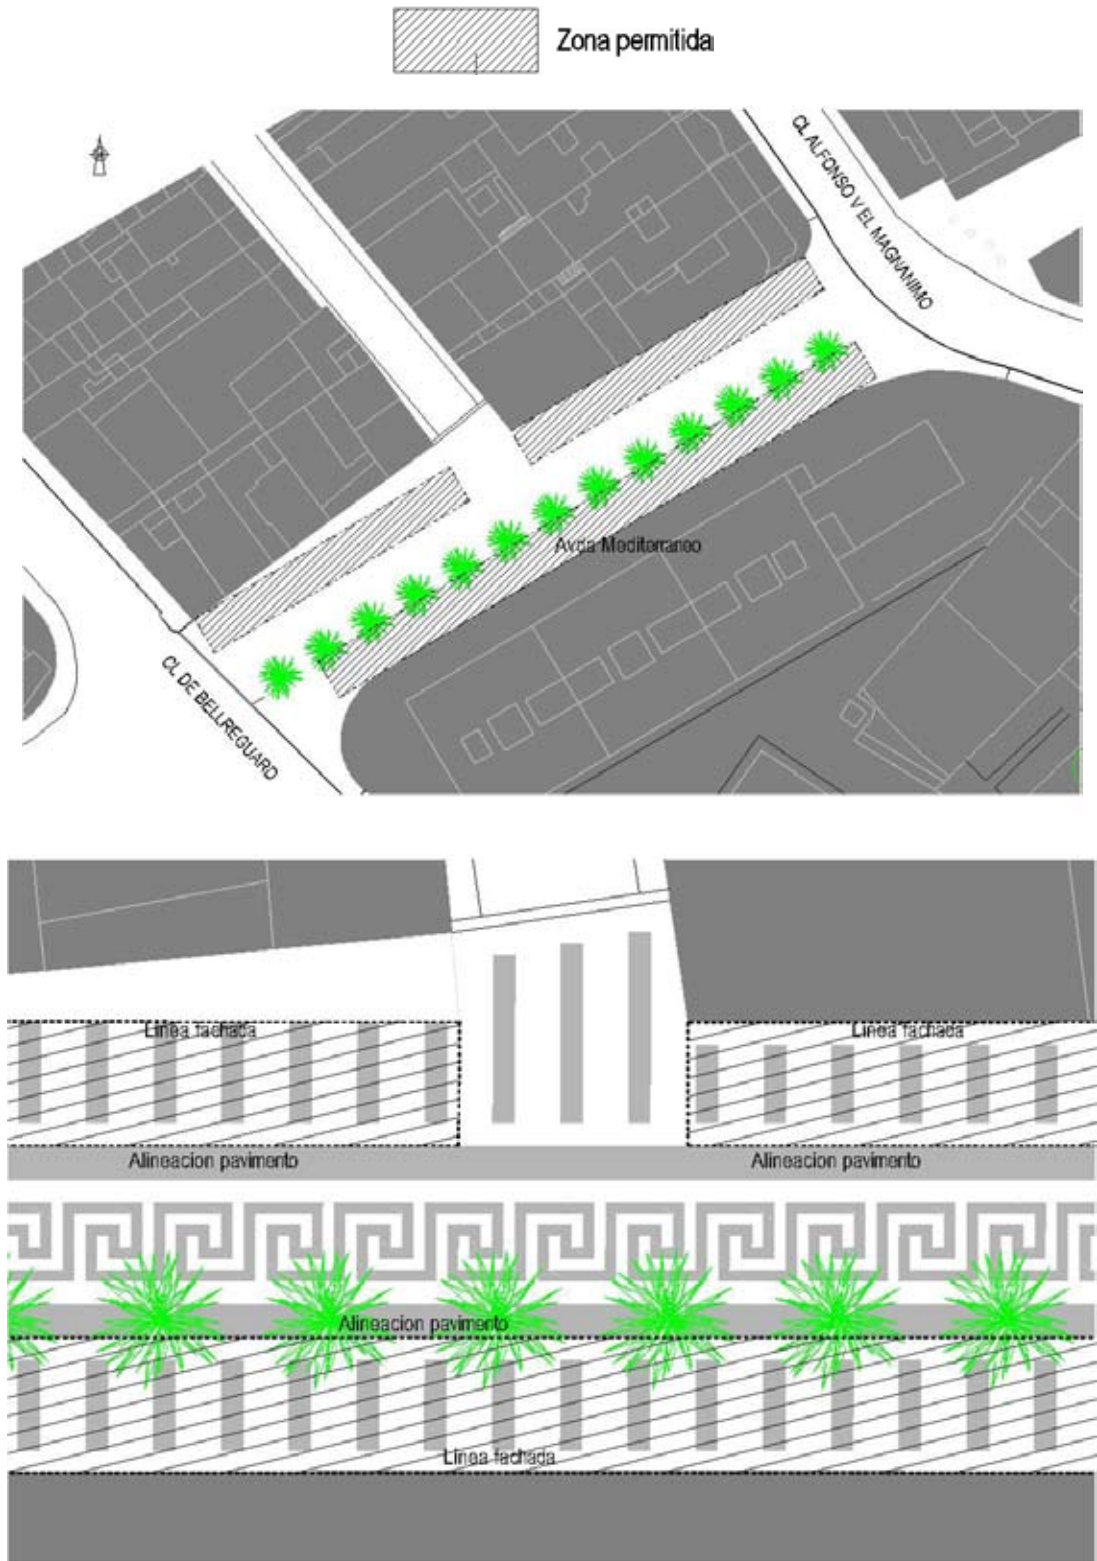 Zona permitida
CL ALFONSO V EL MAGNANIMO
Avda Mediterraneo
CL DE BELLREGUARD
Linea fachada
Linea fachada
Alineacion pavimento
Alineacion pavimento
Alineacion pavimento
Linea fachada